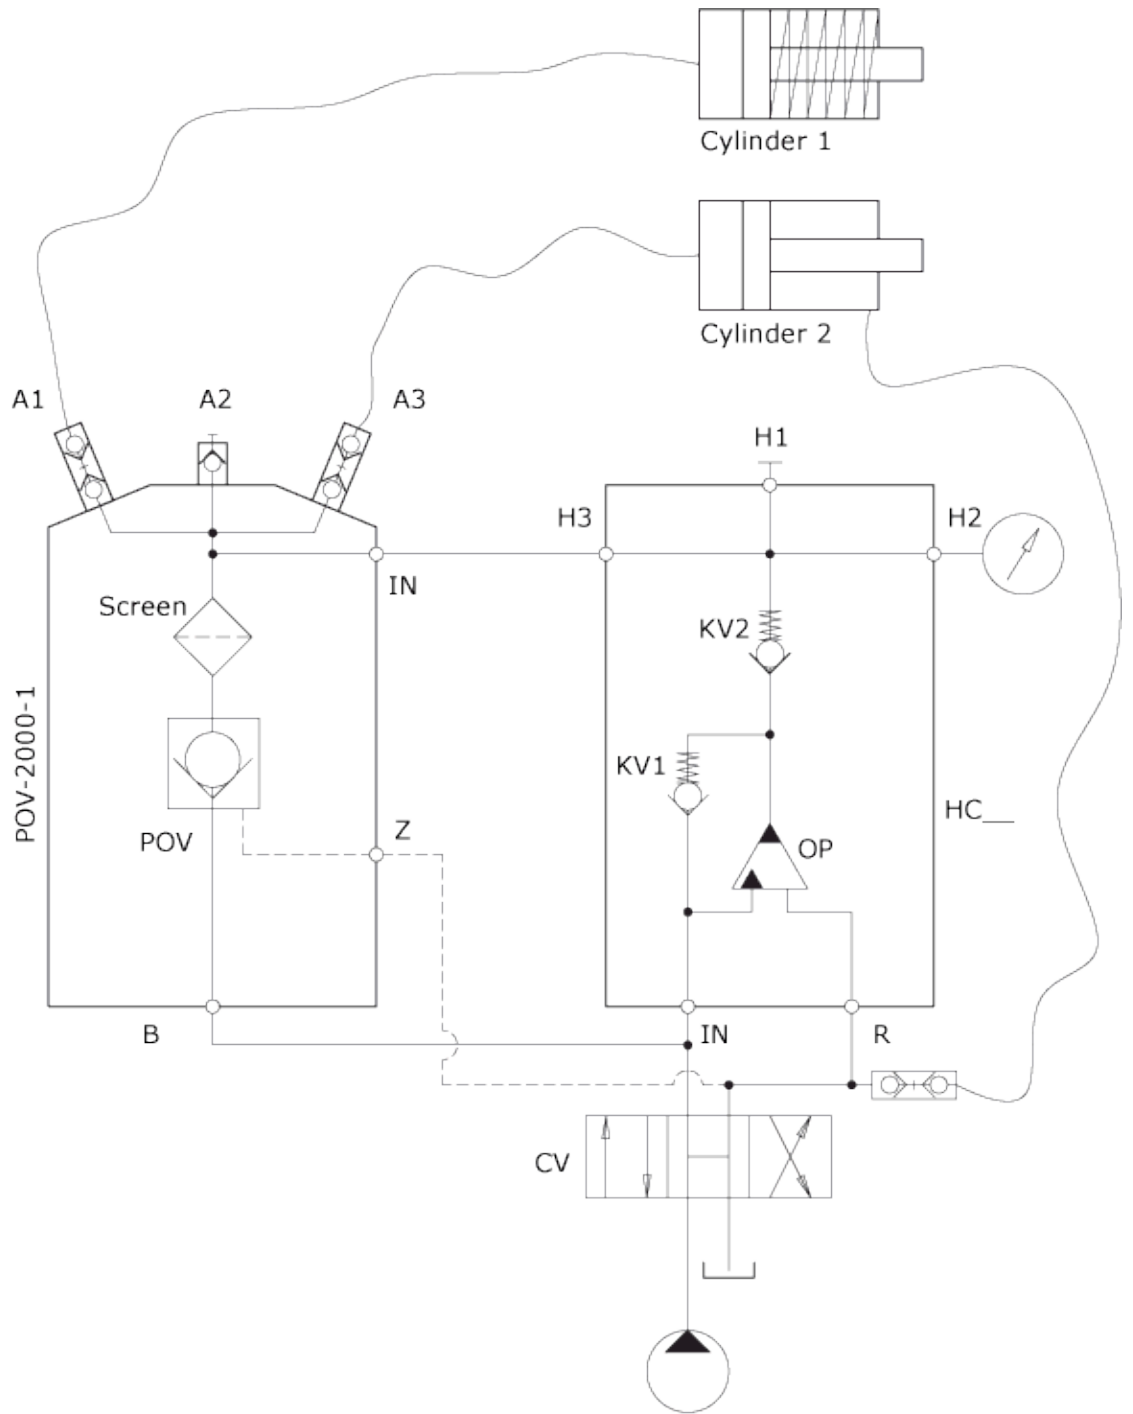 Cylinder 1
Cylinder 2
A1
A2
A3
H1
H3
H2
IN
Screen
KV2
POV-2000-1
KV1
HC__
POV
Z
OP
B
IN
R
CV